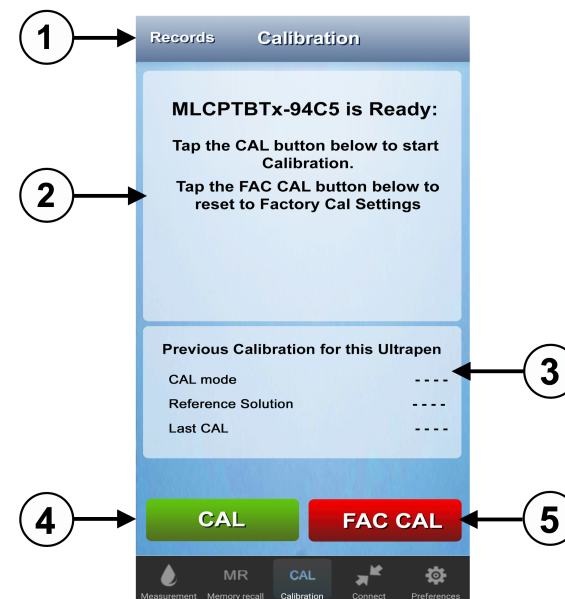 1
Records Calibration
MLCPTBTx-94C5 is Ready:
Tap the CAL button below to start
Calibration.
2
Tap the FAC CAL button below to
reset to Factory Cal Settings
Previous Calibration for this Ultrapen
3
CAL mode - - - -
Reference Solution - - - -
Last CAL - - - -
4
CAL
FAC CAL
5
MR CAL
Measurement Memory recall Calibration Connect Preferences